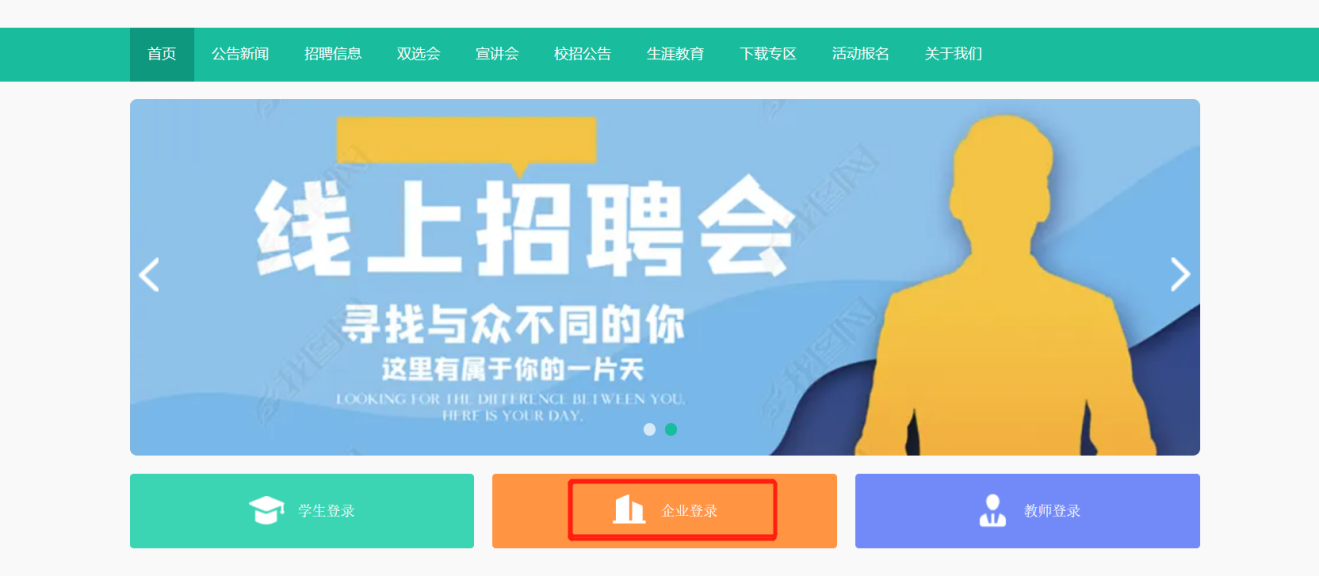 首页 公告新闻 招聘信息 双选会 宣讲会 校招公告 生涯教育 下载专区 活动报名 关于我们
线上招聘会
寻找与众不同的你
这里有属于你的一片天
LOOKING FOR THE DIFFERENCE BETWEEN YOU.
HERE IS YOUR DAY.
学生登录 企业登录 教师登录